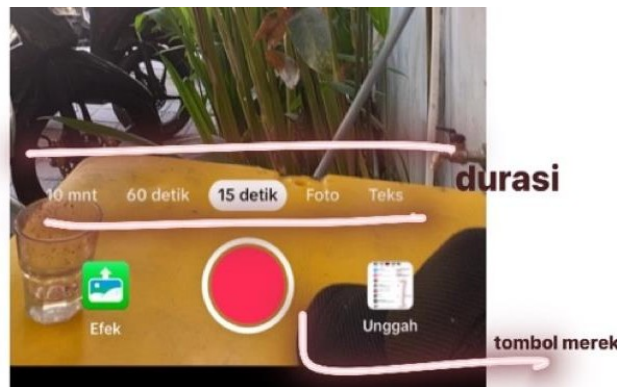 durasi
10 mnt 60 detik 15 detik Foto Teks
Efek
Unggah
tombol merek